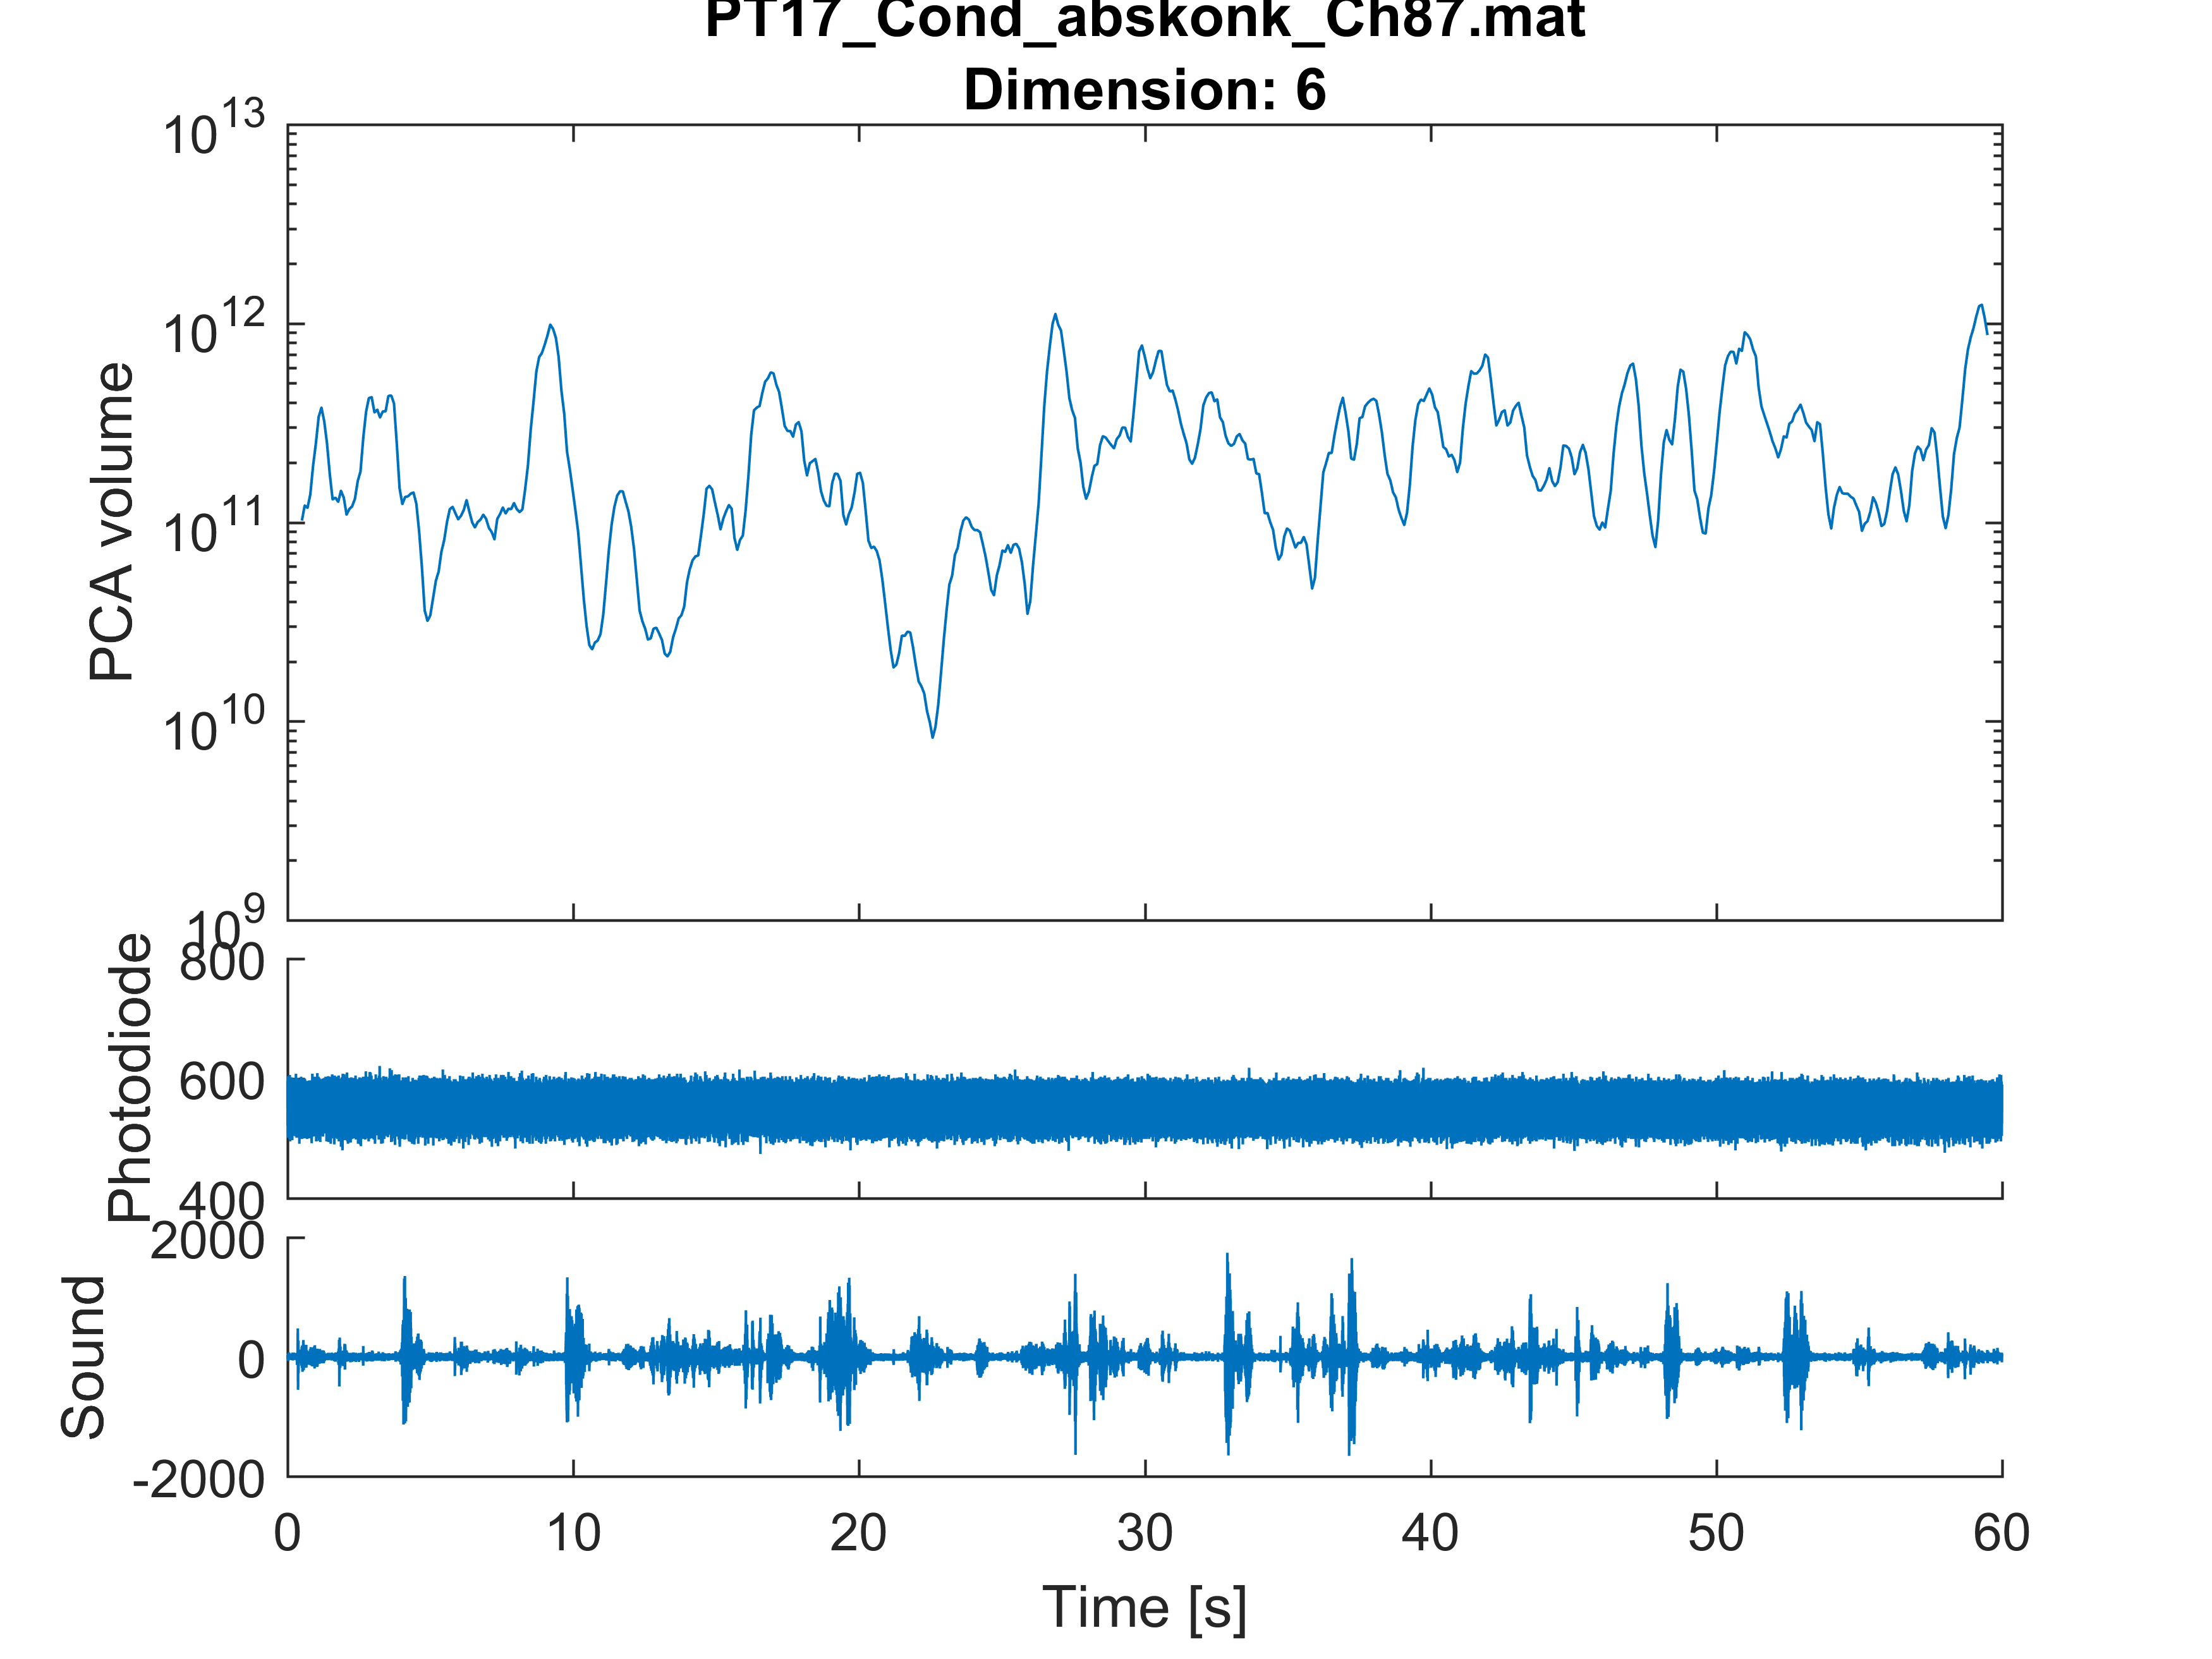 PT17_Cond_abskonk_Ch87.mat
Dimension: 6
10^13
10^12
10^11
10^10
10^9
PCA volume
800
600
400
Photodiode
2000
0
-2000
Sound
0 10 20 30 40 50 60
Time [s]